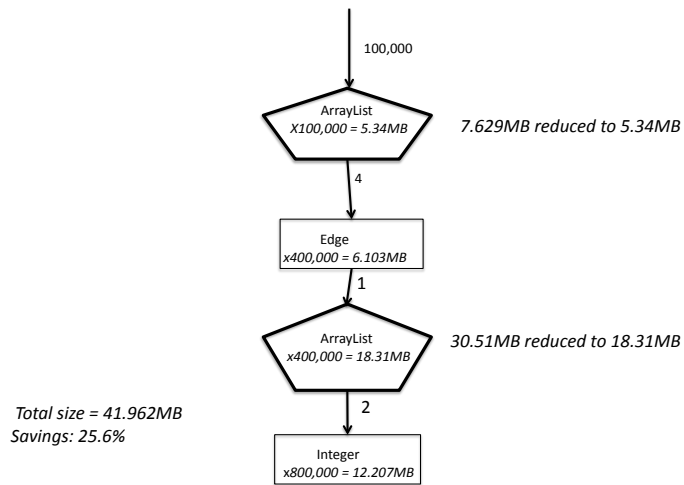 100,000
ArrayList
X100,000 = 5.34MB
7.629MB reduced to 5.34MB
4
Edge
x400,000 = 6.103MB
1
ArrayList
x400,000 = 18.31MB
30.51MB reduced to 18.31MB
2
Total size = 41.962MB
Savings: 25.6%
Integer
x800,000 = 12.207MB